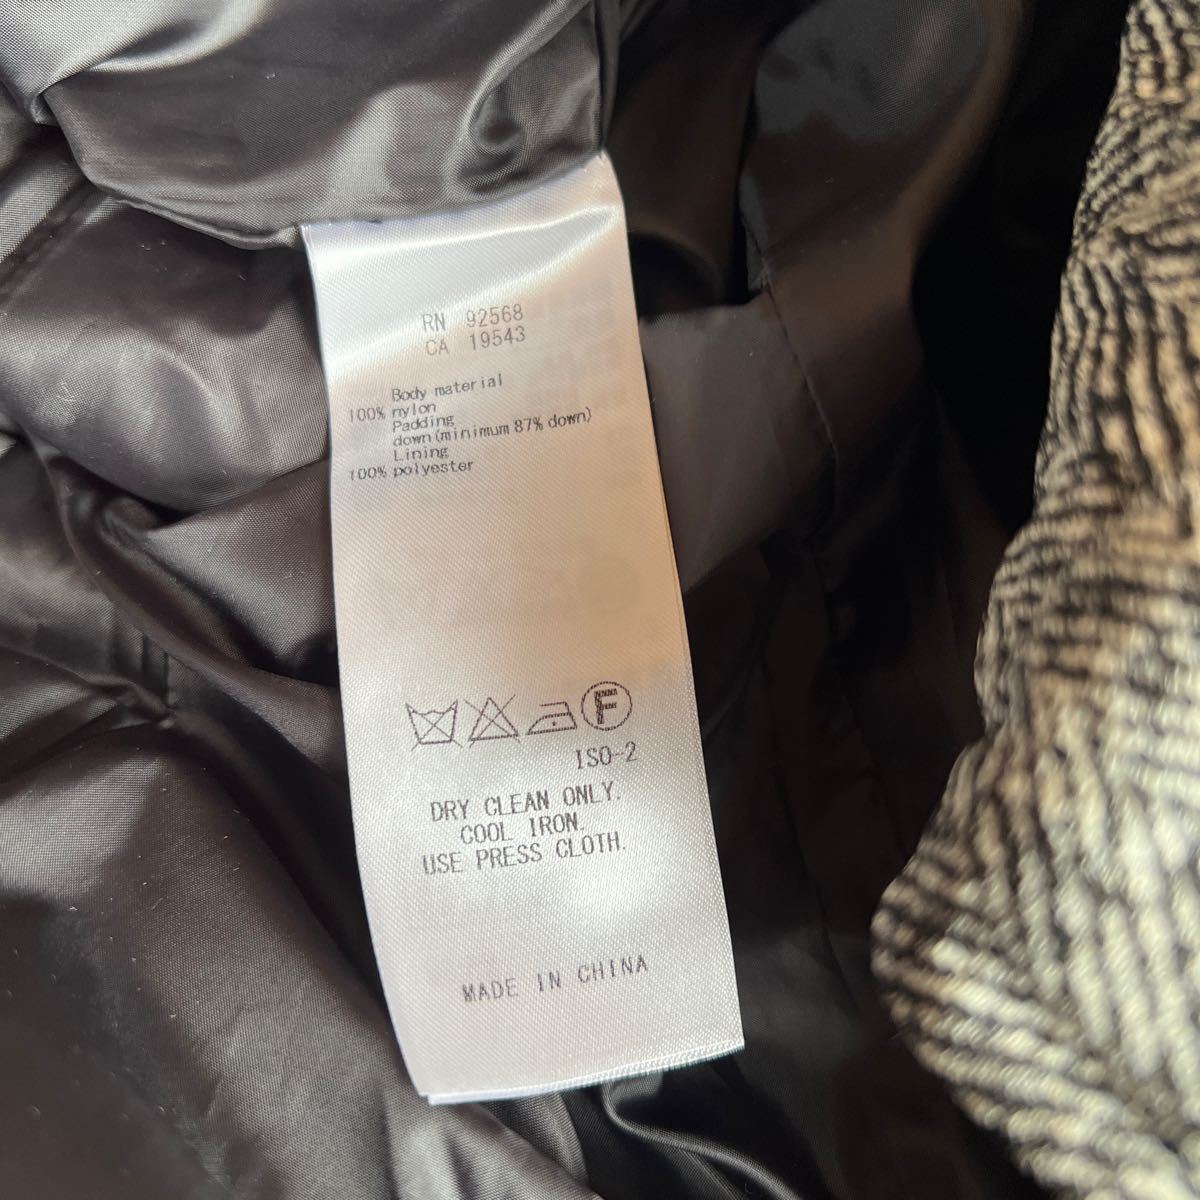 RN 92568
CA 19543
Body material
100% nylon
Padding
down(minimum 87% down)
Lining
100% polyester
F
ISO-2
DRY CLEAN ONLY.
COOL IRON.
USE PRESS CLOTH.
MADE IN CHINA